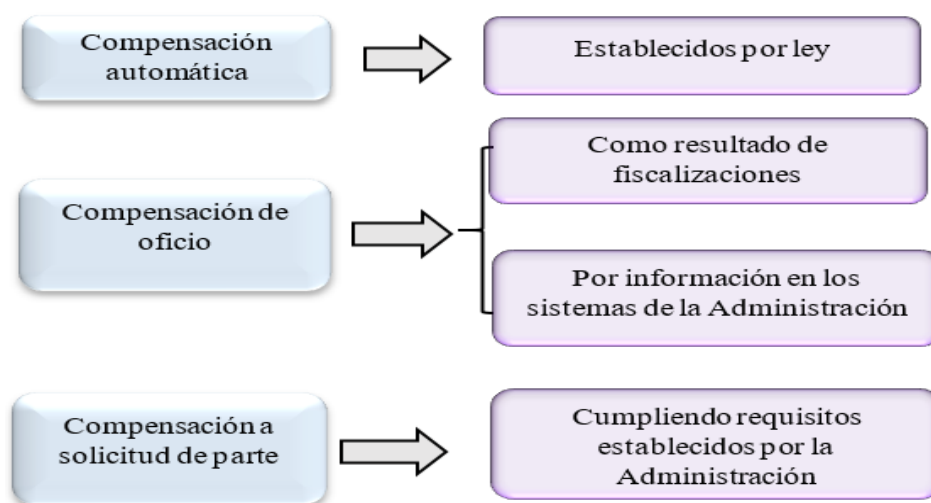 Compensación
automática
Establecidos por ley
Compensación de
oficio
Como resultado de
fiscalizaciones
Por información en los
sistemas de la Administración
Compensación a
solicitud de parte
Cumpliendo requisitos
establecidos por la
Administración